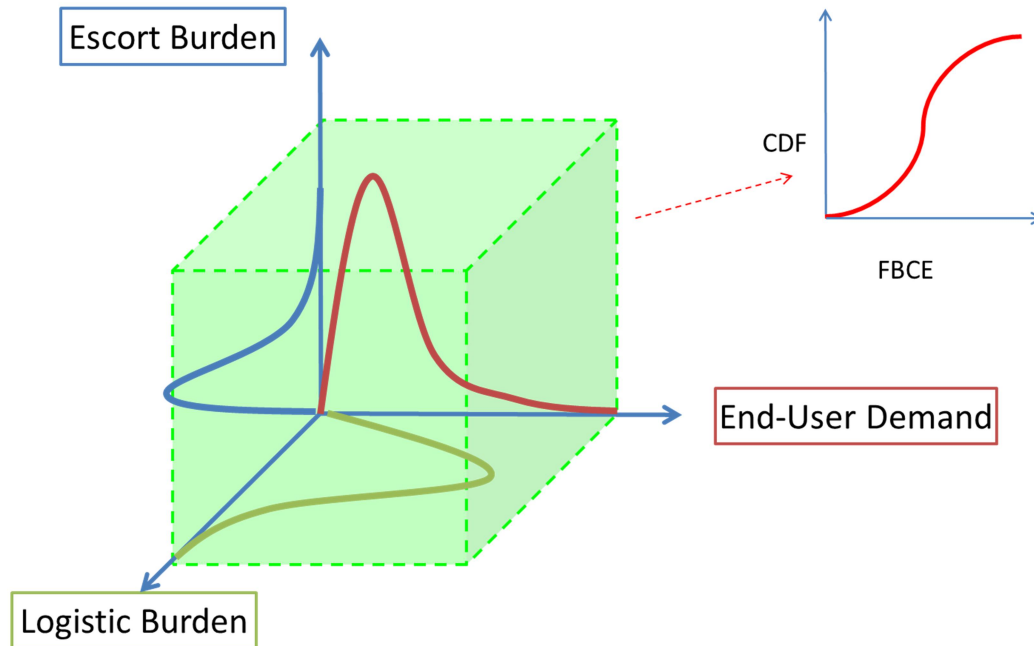 Escort Burden
CDF
FBCE
End-User Demand
Logistic Burden